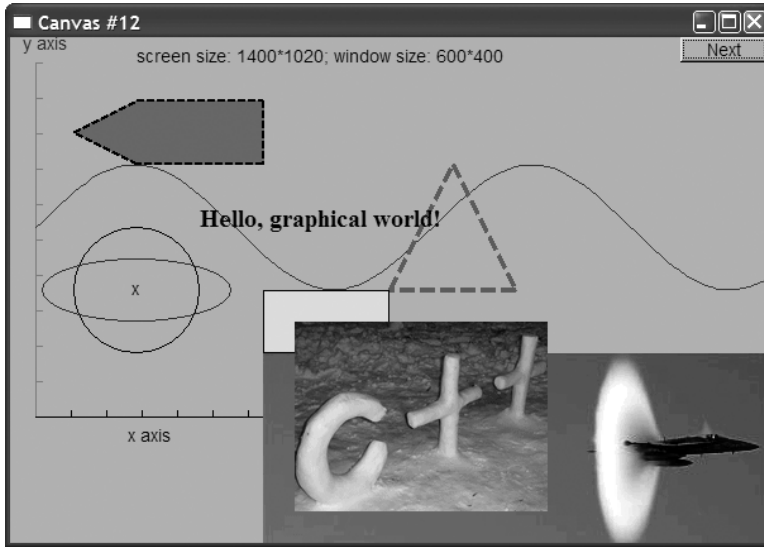 Canvas #12
y axis
screen size: 1400*1020; window size: 600*400
Next
Hello, graphical world!
x
C++
x axis